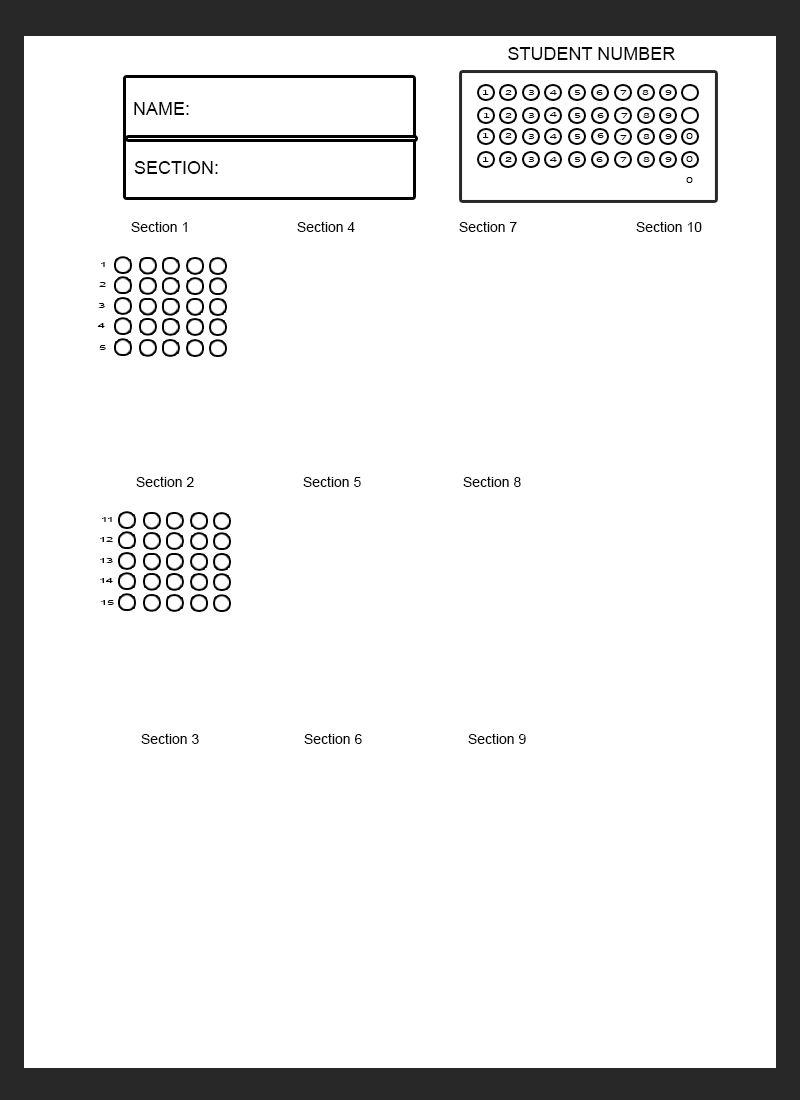 STUDENT NUMBER
NAME:
1 2 3 4 5 6 7 8 9
1 2 3 4 5 6 7 8 9
1 2 3 4 5 6 7 8 9 0
1 2 3 4 5 6 7 8 9 0
0
SECTION:
Section 1 Section 4 Section 7 Section 10
1
2
3
4
5
Section 2 Section 5 Section 8
11
12
13
14
15
Section 3 Section 6 Section 9